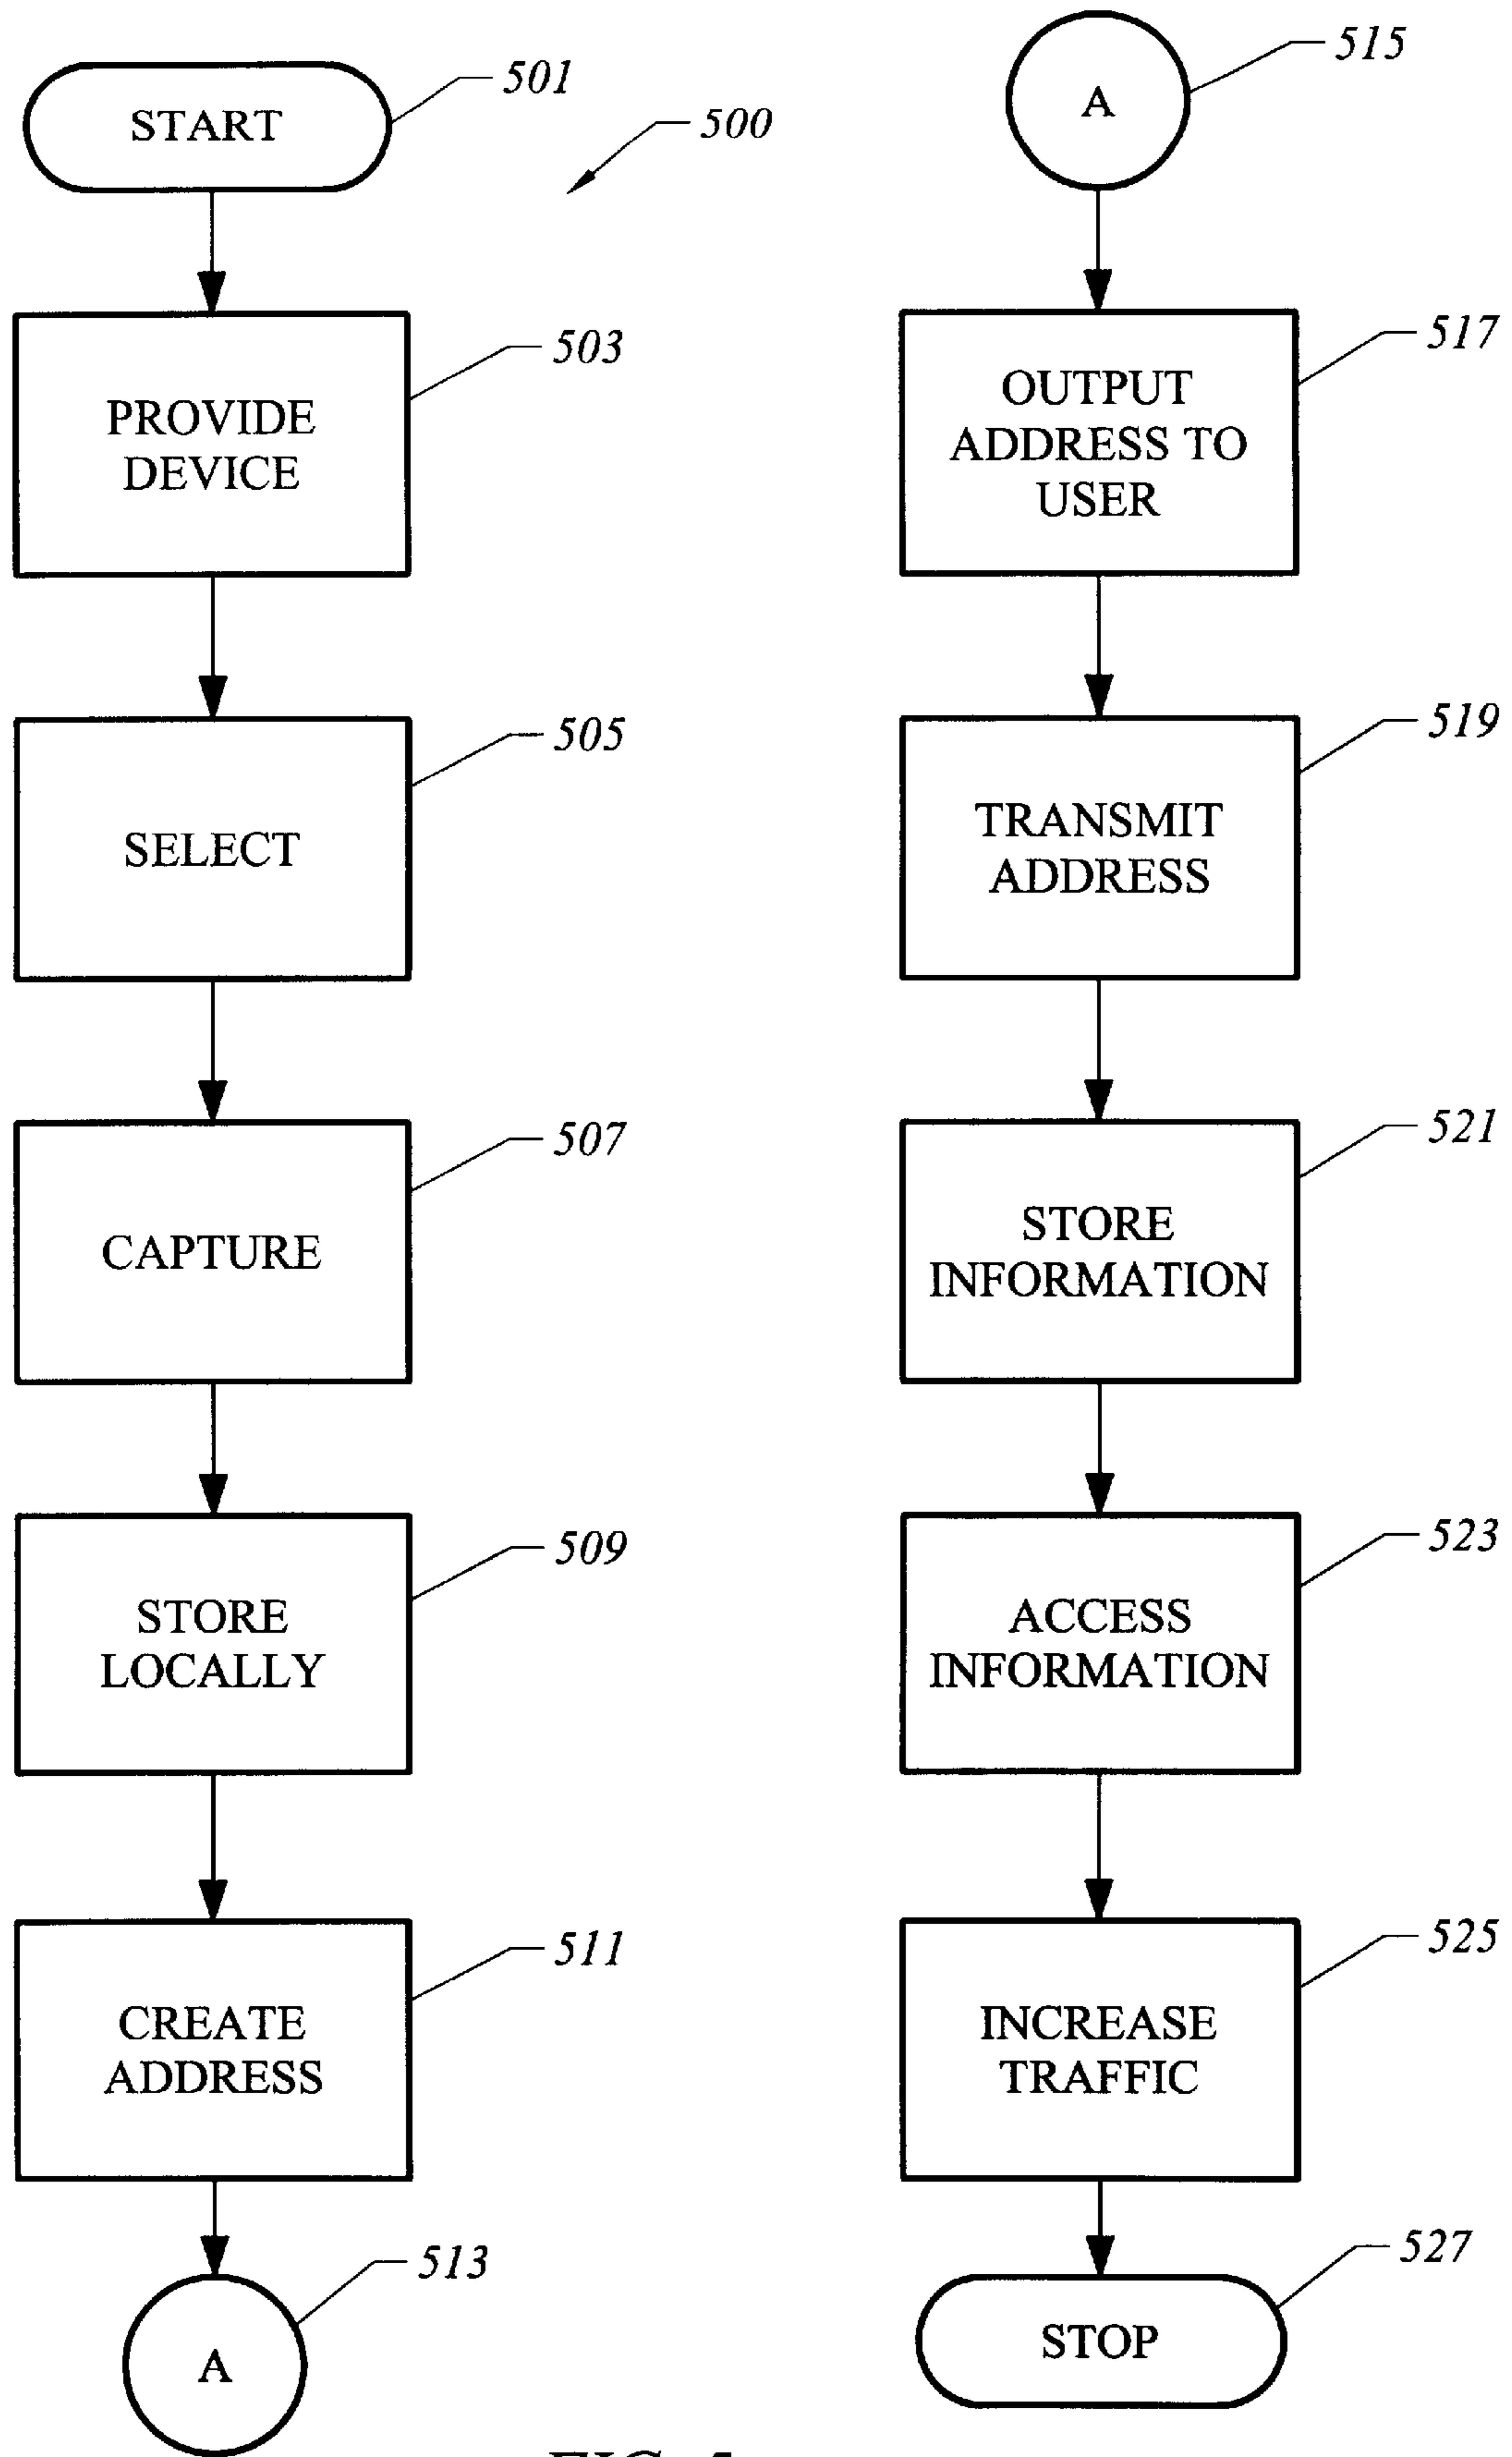 START
501
500
PROVIDE
DEVICE
503
SELECT
505
CAPTURE
507
STORE
LOCALLY
509
CREATE
ADDRESS
511
A
513
A
515
OUTPUT
ADDRESS TO
USER
517
TRANSMIT
ADDRESS
519
STORE
INFORMATION
521
ACCESS
INFORMATION
523
INCREASE
TRAFFIC
525
STOP
527